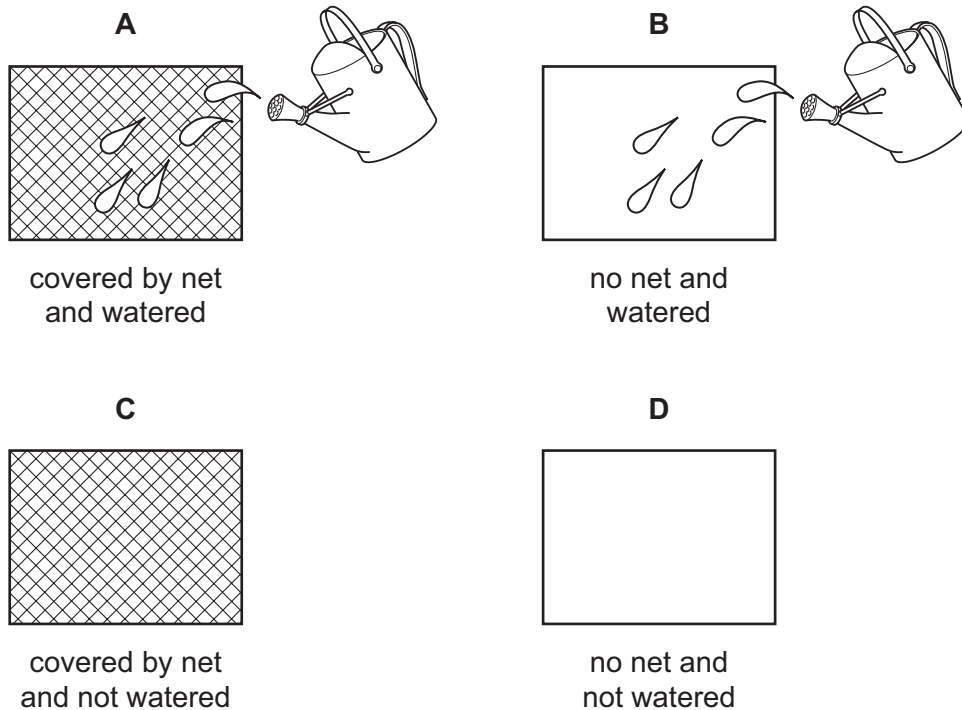 A
B
covered by net
and watered
no net and
watered
C
D
covered by net
and not watered
no net and
not watered